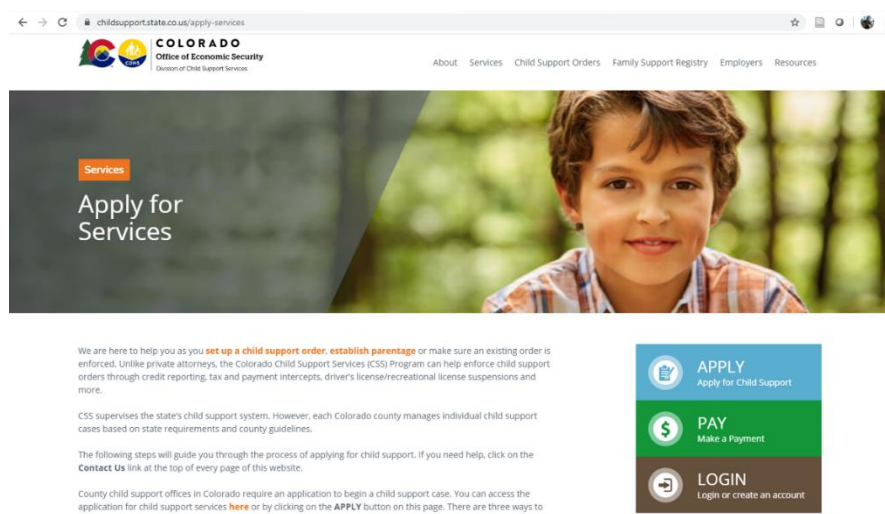 childsupport.state.co.us/apply-services
COLORADO
Office of Economic Security
Division of Child Support Services
CDHS
About Services Child Support Orders Family Support Registry Employers Resources
Services
Apply for
Services
We are here to help you as you set up a child support order, establish parentage or make sure an existing order is
enforced. Unlike private attorneys, the Colorado Child Support Services (CSS) Program can help enforce child support
orders through credit reporting, tax and payment intercepts, driver's license/recreational license suspensions and
more.
CSS supervises the state's child support system. However, each Colorado county manages individual child support
cases based on state requirements and county guidelines.
The following steps will guide you through the process of applying for child support. If you need help, click on the
Contact Us link at the top of every page of this website.
County child support offices in Colorado require an application to begin a child support case. You can access the
application for child support services here or by clicking on the APPLY button on this page. There are three ways to
APPLY
Apply for Child Support
PAY
Make a Payment
LOGIN
Login or create an account